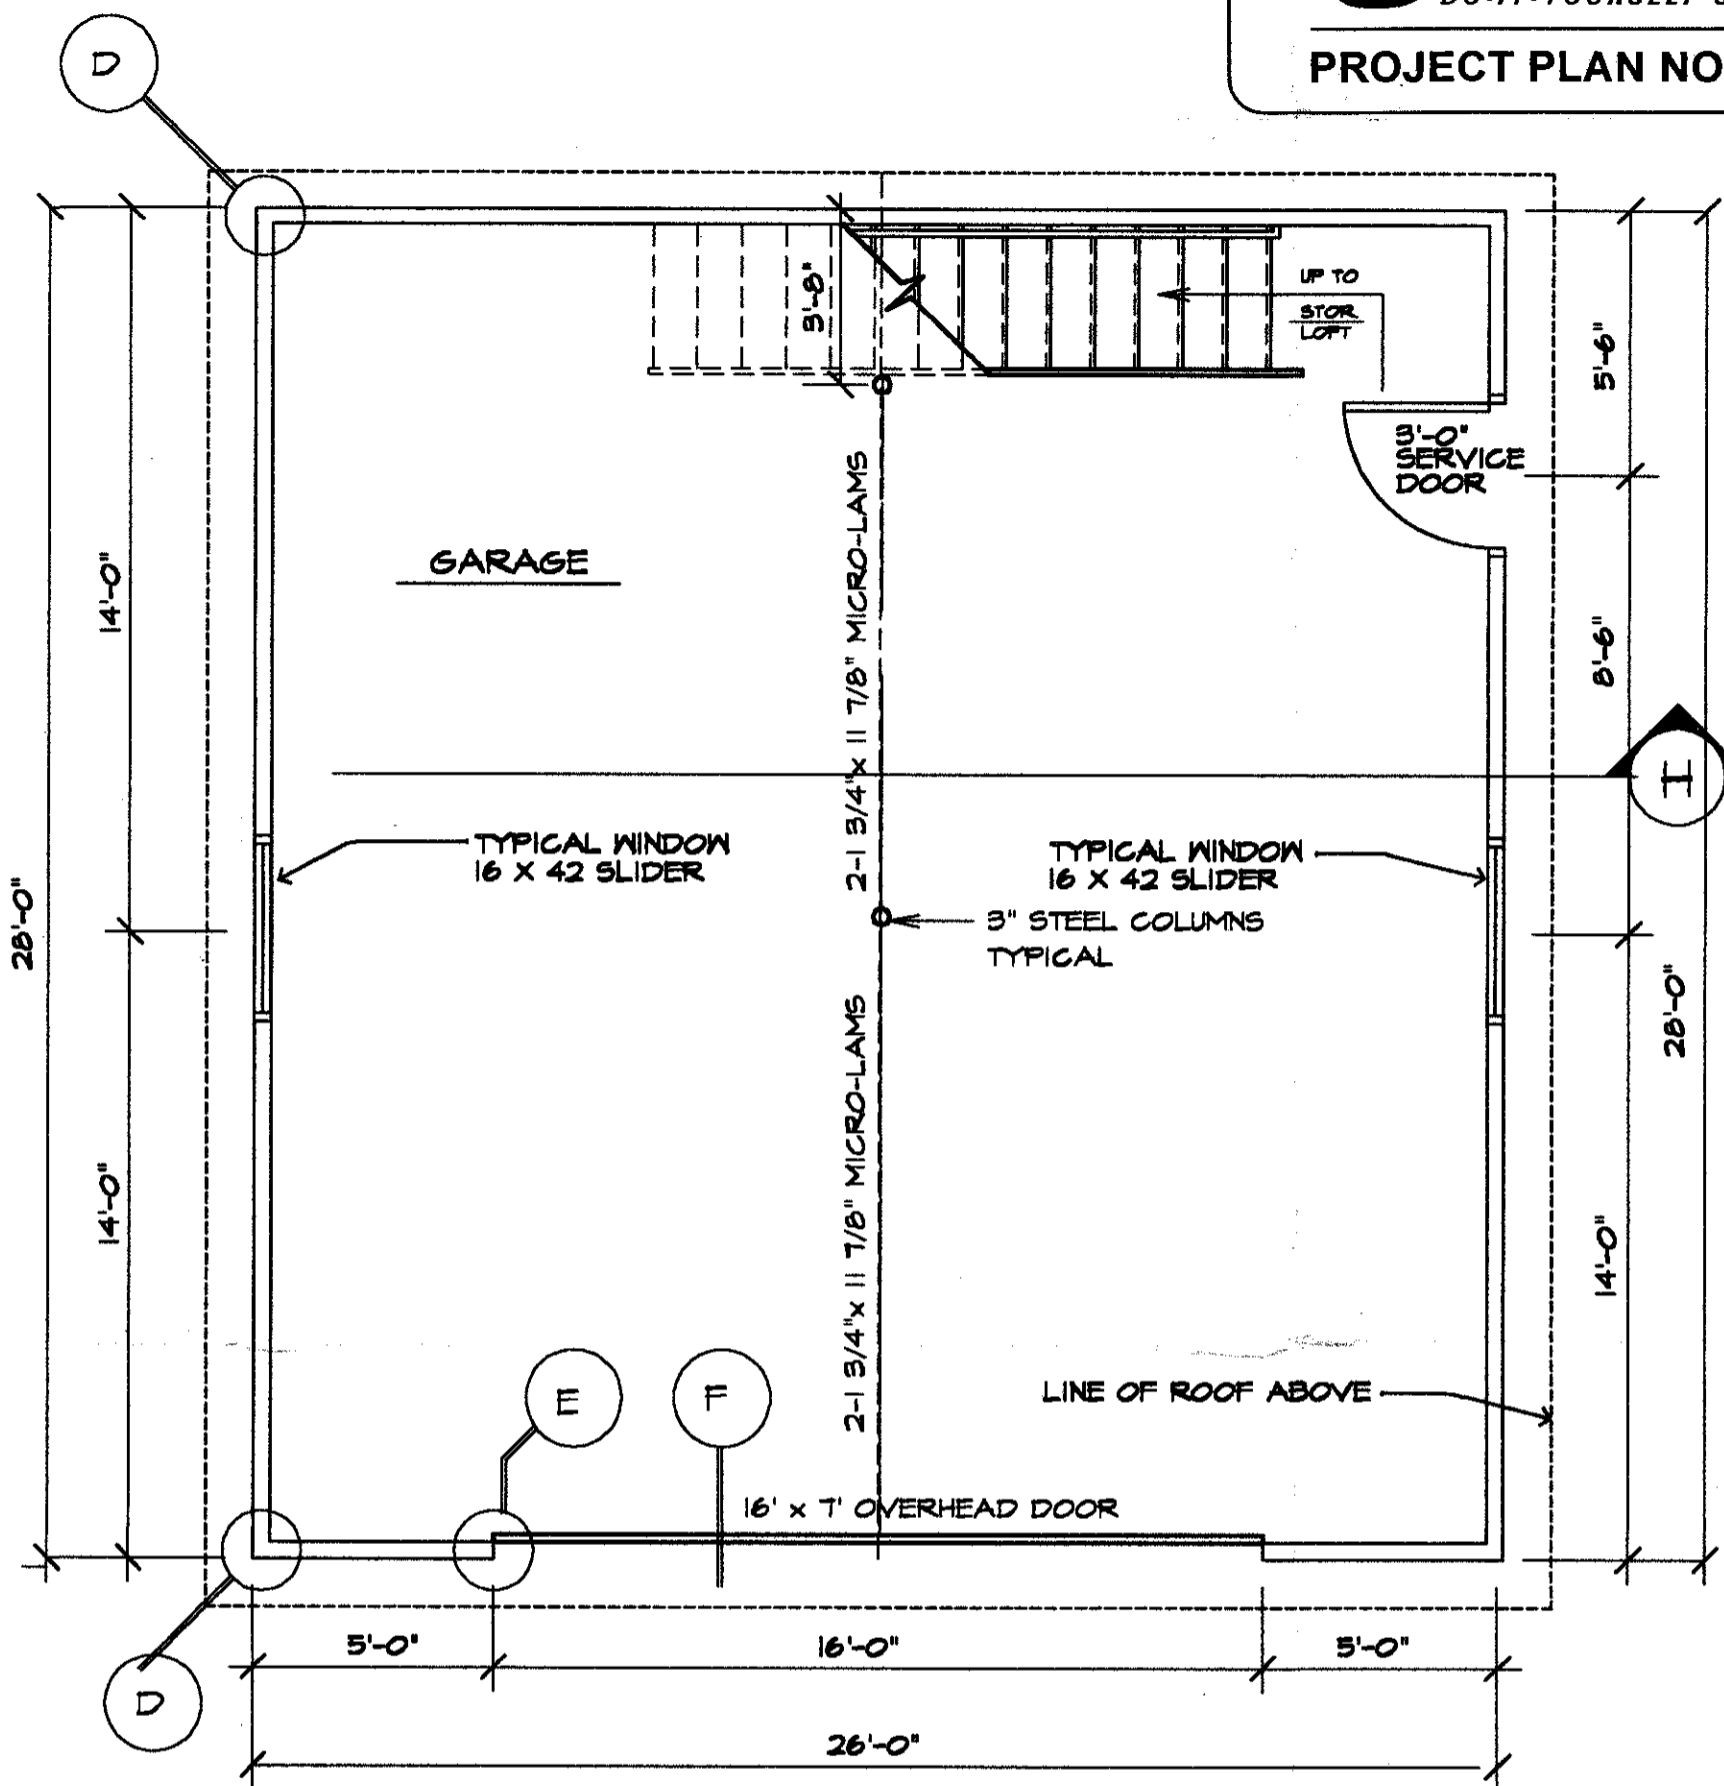 PROJECT PLAN NO
D
3'-8"
UP TO
STOR
LOFT
5'-6"
3'-0"
SERVICE
DOOR
GARAGE
14'-0"
2-1 3/4" x 11 7/8" MICRO-LAMS
8'-6"
H
TYPICAL WINDOW
16 X 42 SLIDER
TYPICAL WINDOW
16 X 42 SLIDER
3" STEEL COLUMNS
TYPICAL
28'-0"
28'-0"
14'-0"
2-1 3/4" x 11 7/8" MICRO-LAMS
14'-0"
E
F
LINE OF ROOF ABOVE
16' x 7' OVERHEAD DOOR
D
5'-0"
16'-0"
5'-0"
26'-0"